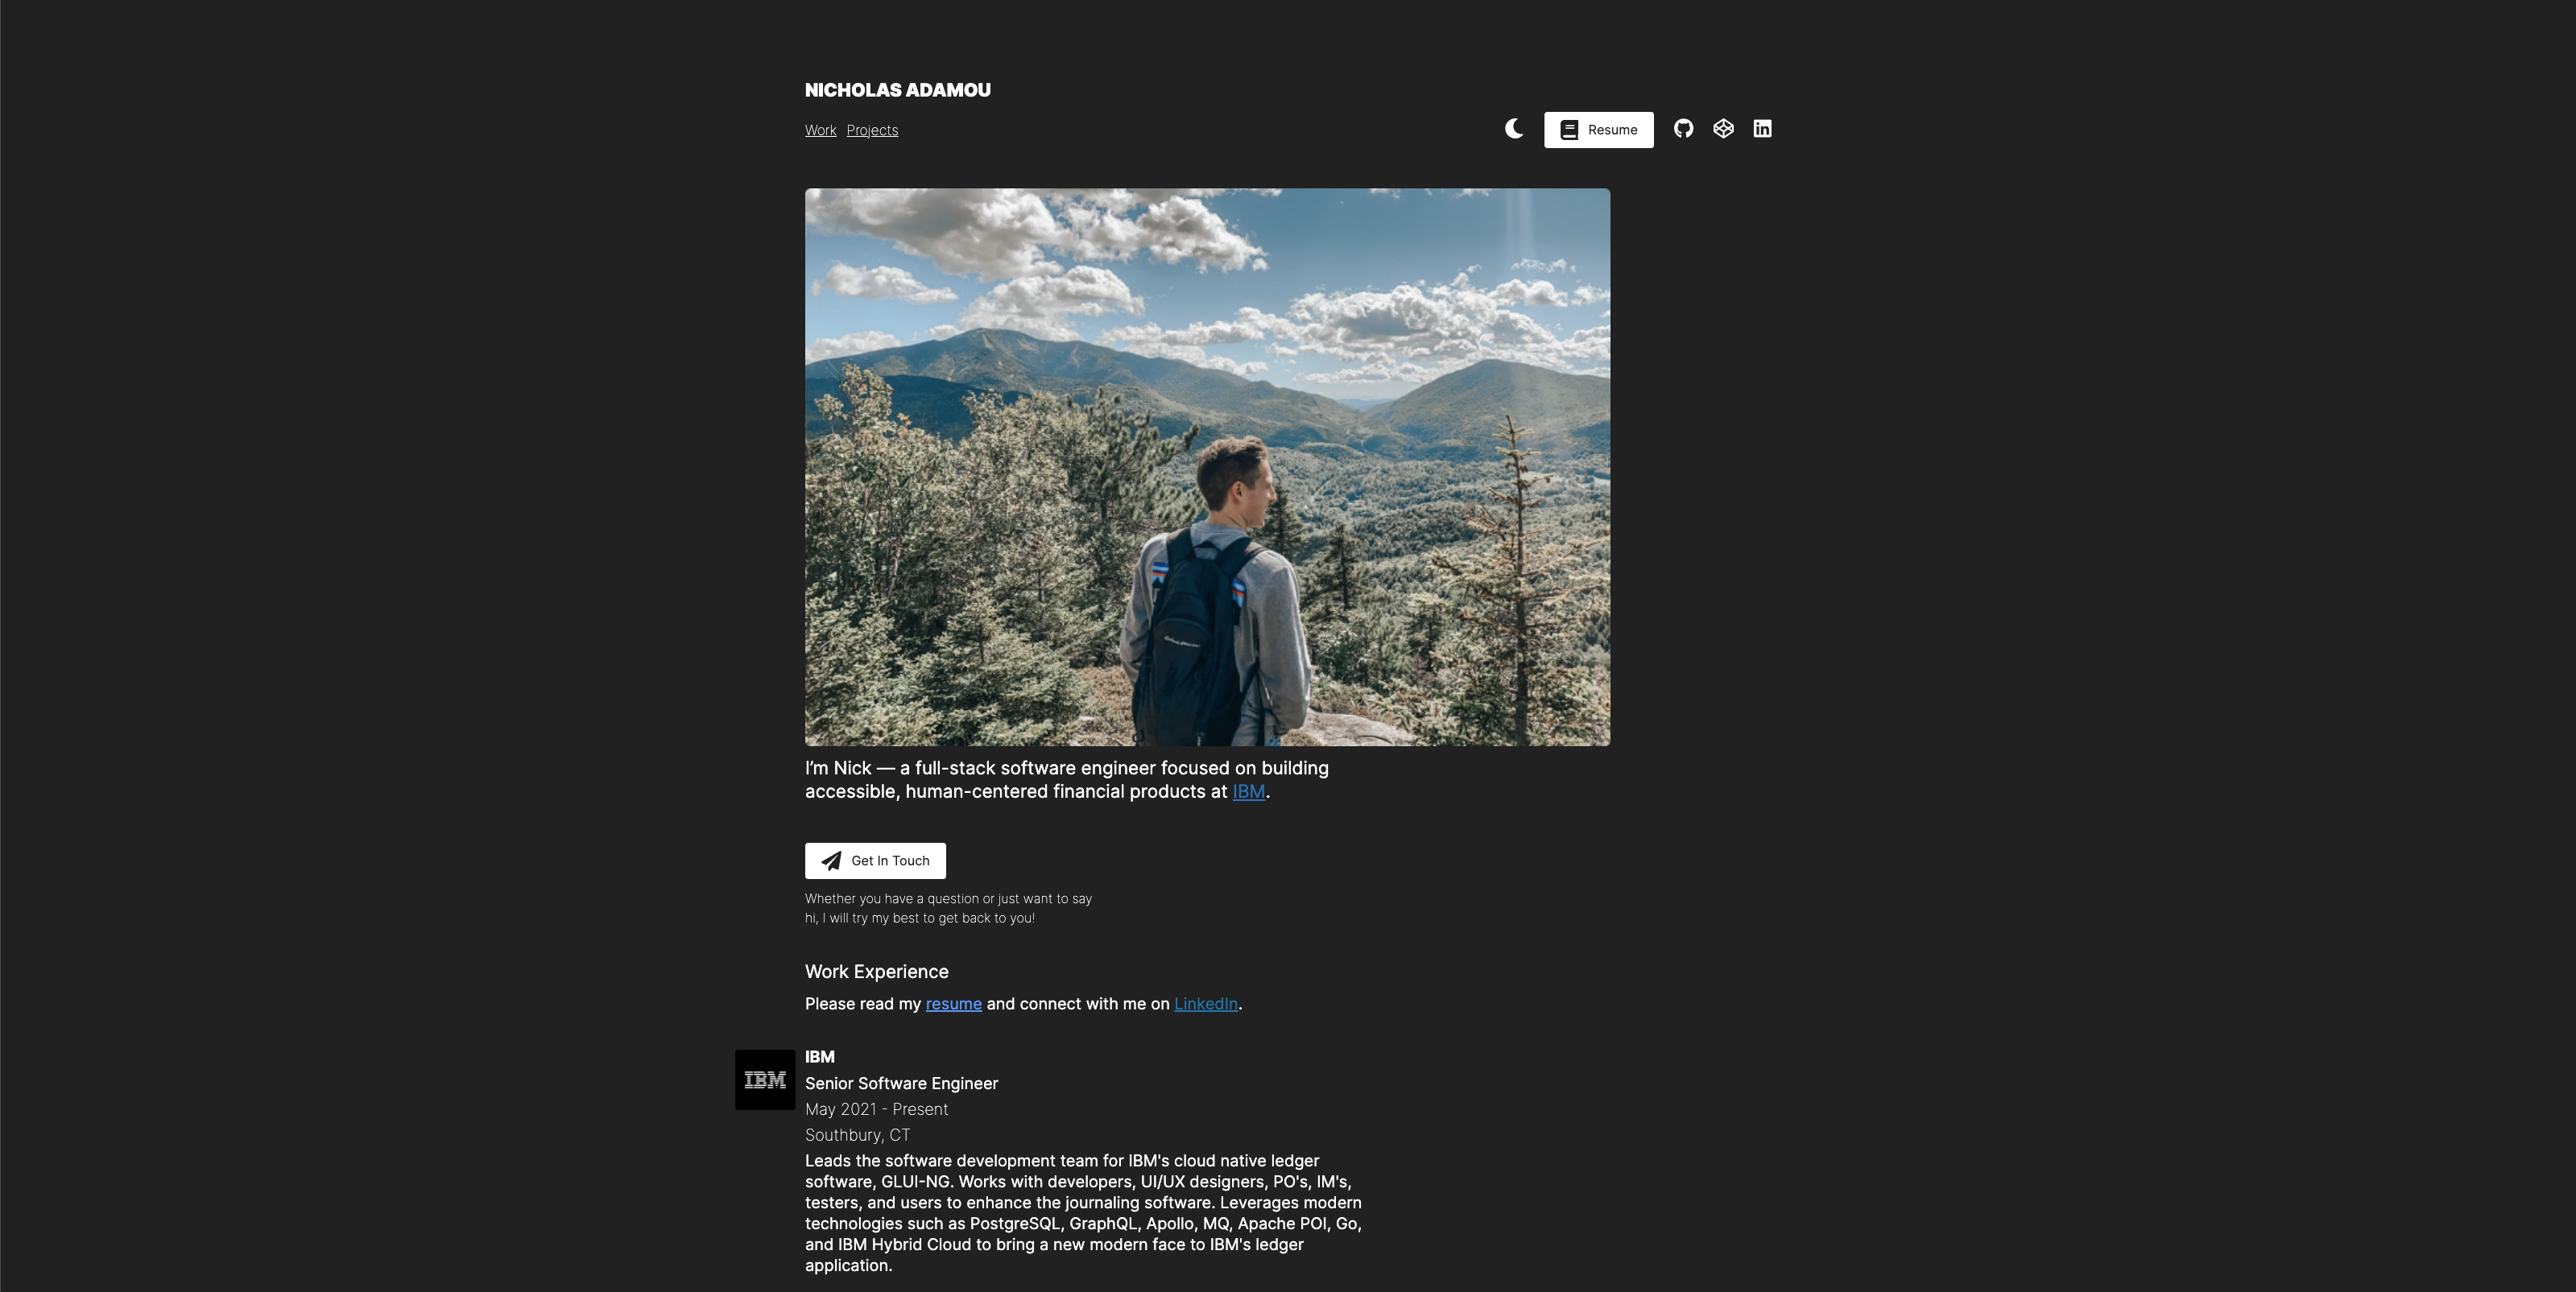 NICHOLAS ADAMOU
Work Projects
Resume
I’m Nick — a full-stack software engineer focused on building
accessible, human-centered financial products at IBM.
Get In Touch
Whether you have a question or just want to say
hi, I will try my best to get back to you!
Work Experience
Please read my resume and connect with me on LinkedIn.
IBM
IBM
Senior Software Engineer
May 2021 - Present
Southbury, CT
Leads the software development team for IBM's cloud native ledger
software, GLUI-NG. Works with developers, UI/UX designers, PO's, IM's,
testers, and users to enhance the journaling software. Leverages modern
technologies such as PostgreSQL, GraphQL, Apollo, MQ, Apache POI, Go,
and IBM Hybrid Cloud to bring a new modern face to IBM's ledger
application.